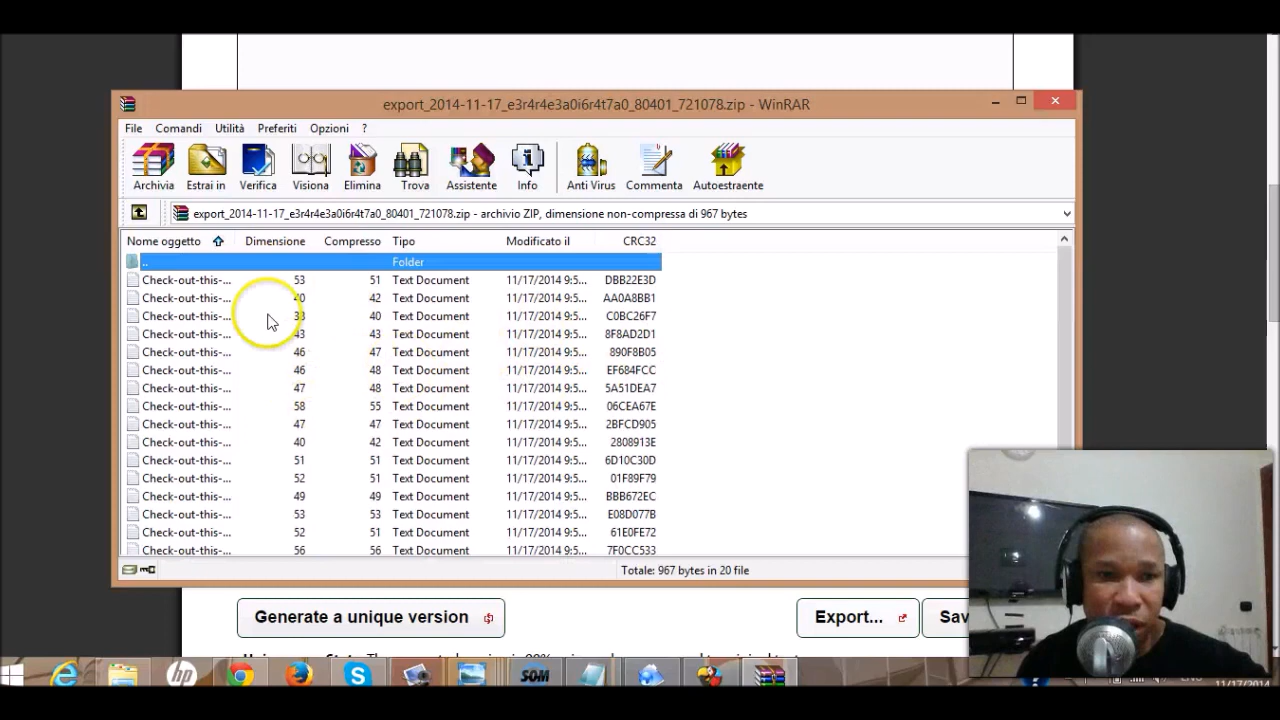 export_2014-11-17_e3r4r4e3a0i6r4t7a0_80401_721078.zip - WinRAR
File Comandi Utilità Preferiti Opzioni ?
Archivia Estrai in Verifica Visiona Elimina Trova Assistente Info Anti Virus Commenta Autoestraente
export_2014-11-17_e3r4r4e3a0i6r4t7a0_80401_721078.zip - archivio ZIP, dimensione non-compressa di 967 bytes
Nome oggetto Dimensione Compresso Tipo Modificato il CRC32
.. Folder
Check-out-this-... 53 51 Text Document 11/17/2014 9:5... DBB22E3D
Check-out-this-... 40 42 Text Document 11/17/2014 9:5... AA0A8BB1
Check-out-this-... 40 Text Document 11/17/2014 9:5... C0BC26F7
Check-out-this-... 43 43 Text Document 11/17/2014 9:5... 8F8AD2D1
Check-out-this-... 46 47 Text Document 11/17/2014 9:5... 890F8B05
Check-out-this-... 46 48 Text Document 11/17/2014 9:5... EF684FCC
Check-out-this-... 47 48 Text Document 11/17/2014 9:5... 5A51DEA7
Check-out-this-... 58 55 Text Document 11/17/2014 9:5... 06CEA67E
Check-out-this-... 47 47 Text Document 11/17/2014 9:5... 2BFCD905
Check-out-this-... 40 42 Text Document 11/17/2014 9:5... 2808913E
Check-out-this-... 51 51 Text Document 11/17/2014 9:5... 6D10C30D
Check-out-this-... 52 51 Text Document 11/17/2014 9:5... 01F89F79
Check-out-this-... 49 49 Text Document 11/17/2014 9:5... BBB672EC
Check-out-this-... 53 53 Text Document 11/17/2014 9:5... E08D077B
Check-out-this-... 52 51 Text Document 11/17/2014 9:5... 61E0FE72
Check-out-this-... 56 56 Text Document 11/17/2014 9:5... 7F0CC533
Totale: 967 bytes in 20 file
Generate a unique version Export... Sav
SOM
11/17/2014